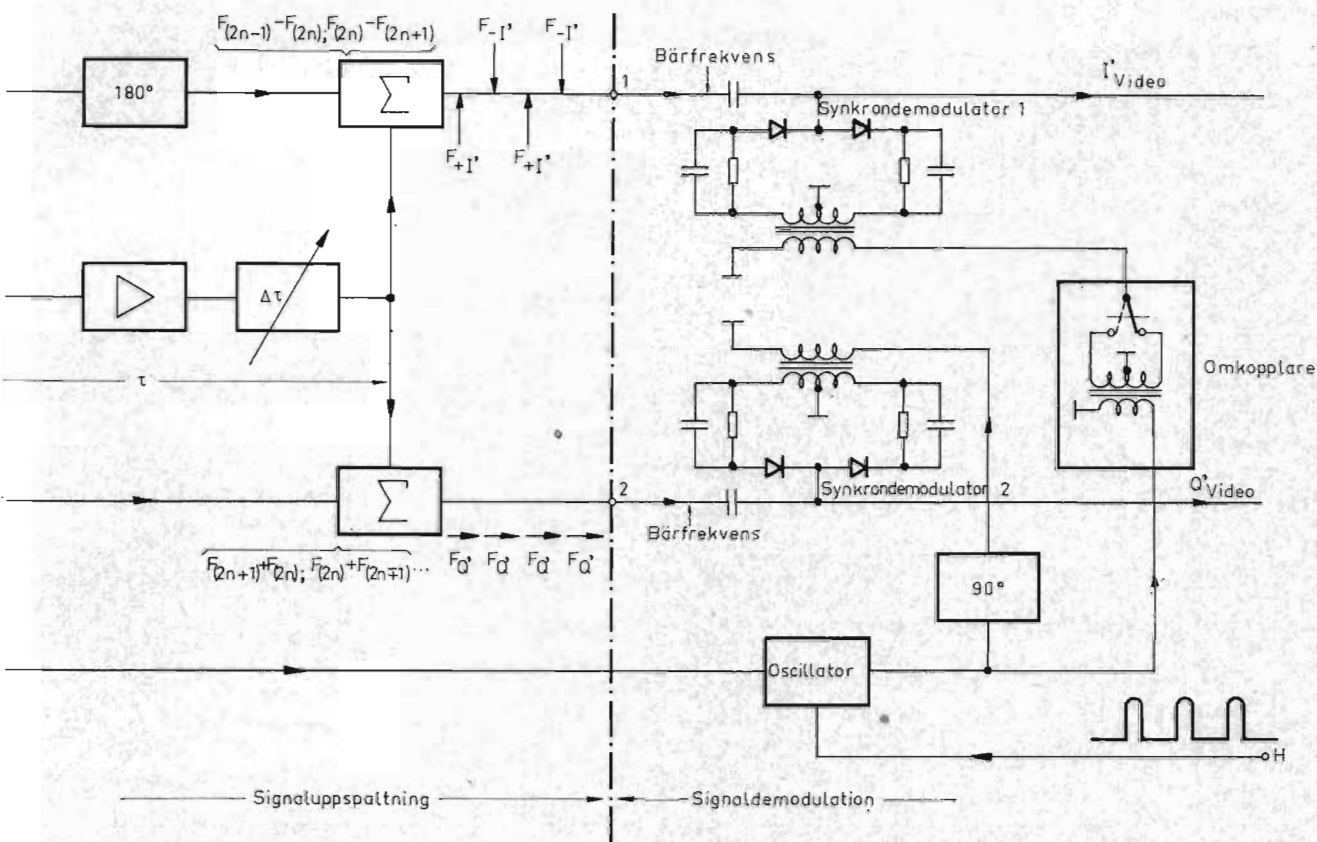 F(2n-1)-F(2n);F(2n)-F(2n+1)
F-I' F-I'
180°
Σ
F+I' F+I'
1
Bärfrekvens
I'Video
Synkrondemodulator 1
Δτ
τ
Omkopplare
Σ
2
Synkrondemodulator 2
Q'Video
Bärfrekvens
F(2n+1)+F(2n); F(2n)+F(2n+1)...
FQ' FQ' FQ' FQ'
90°
Oscillator
H
Signaluppspaltning
Signaldemodulation